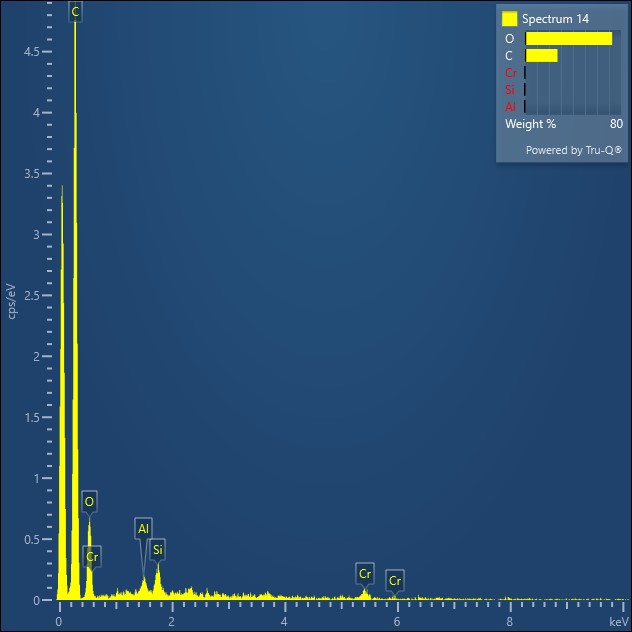 C
Spectrum 14
O
C
Cr
Si
Al
Weight % 80
Powered by Tru-Q®
4.5
4
3.5
3
2.5
2
1.5
1
0.5
0
cps/eV
O
Cr
Al
Si
Cr
Cr
0 2 4 6 8 keV